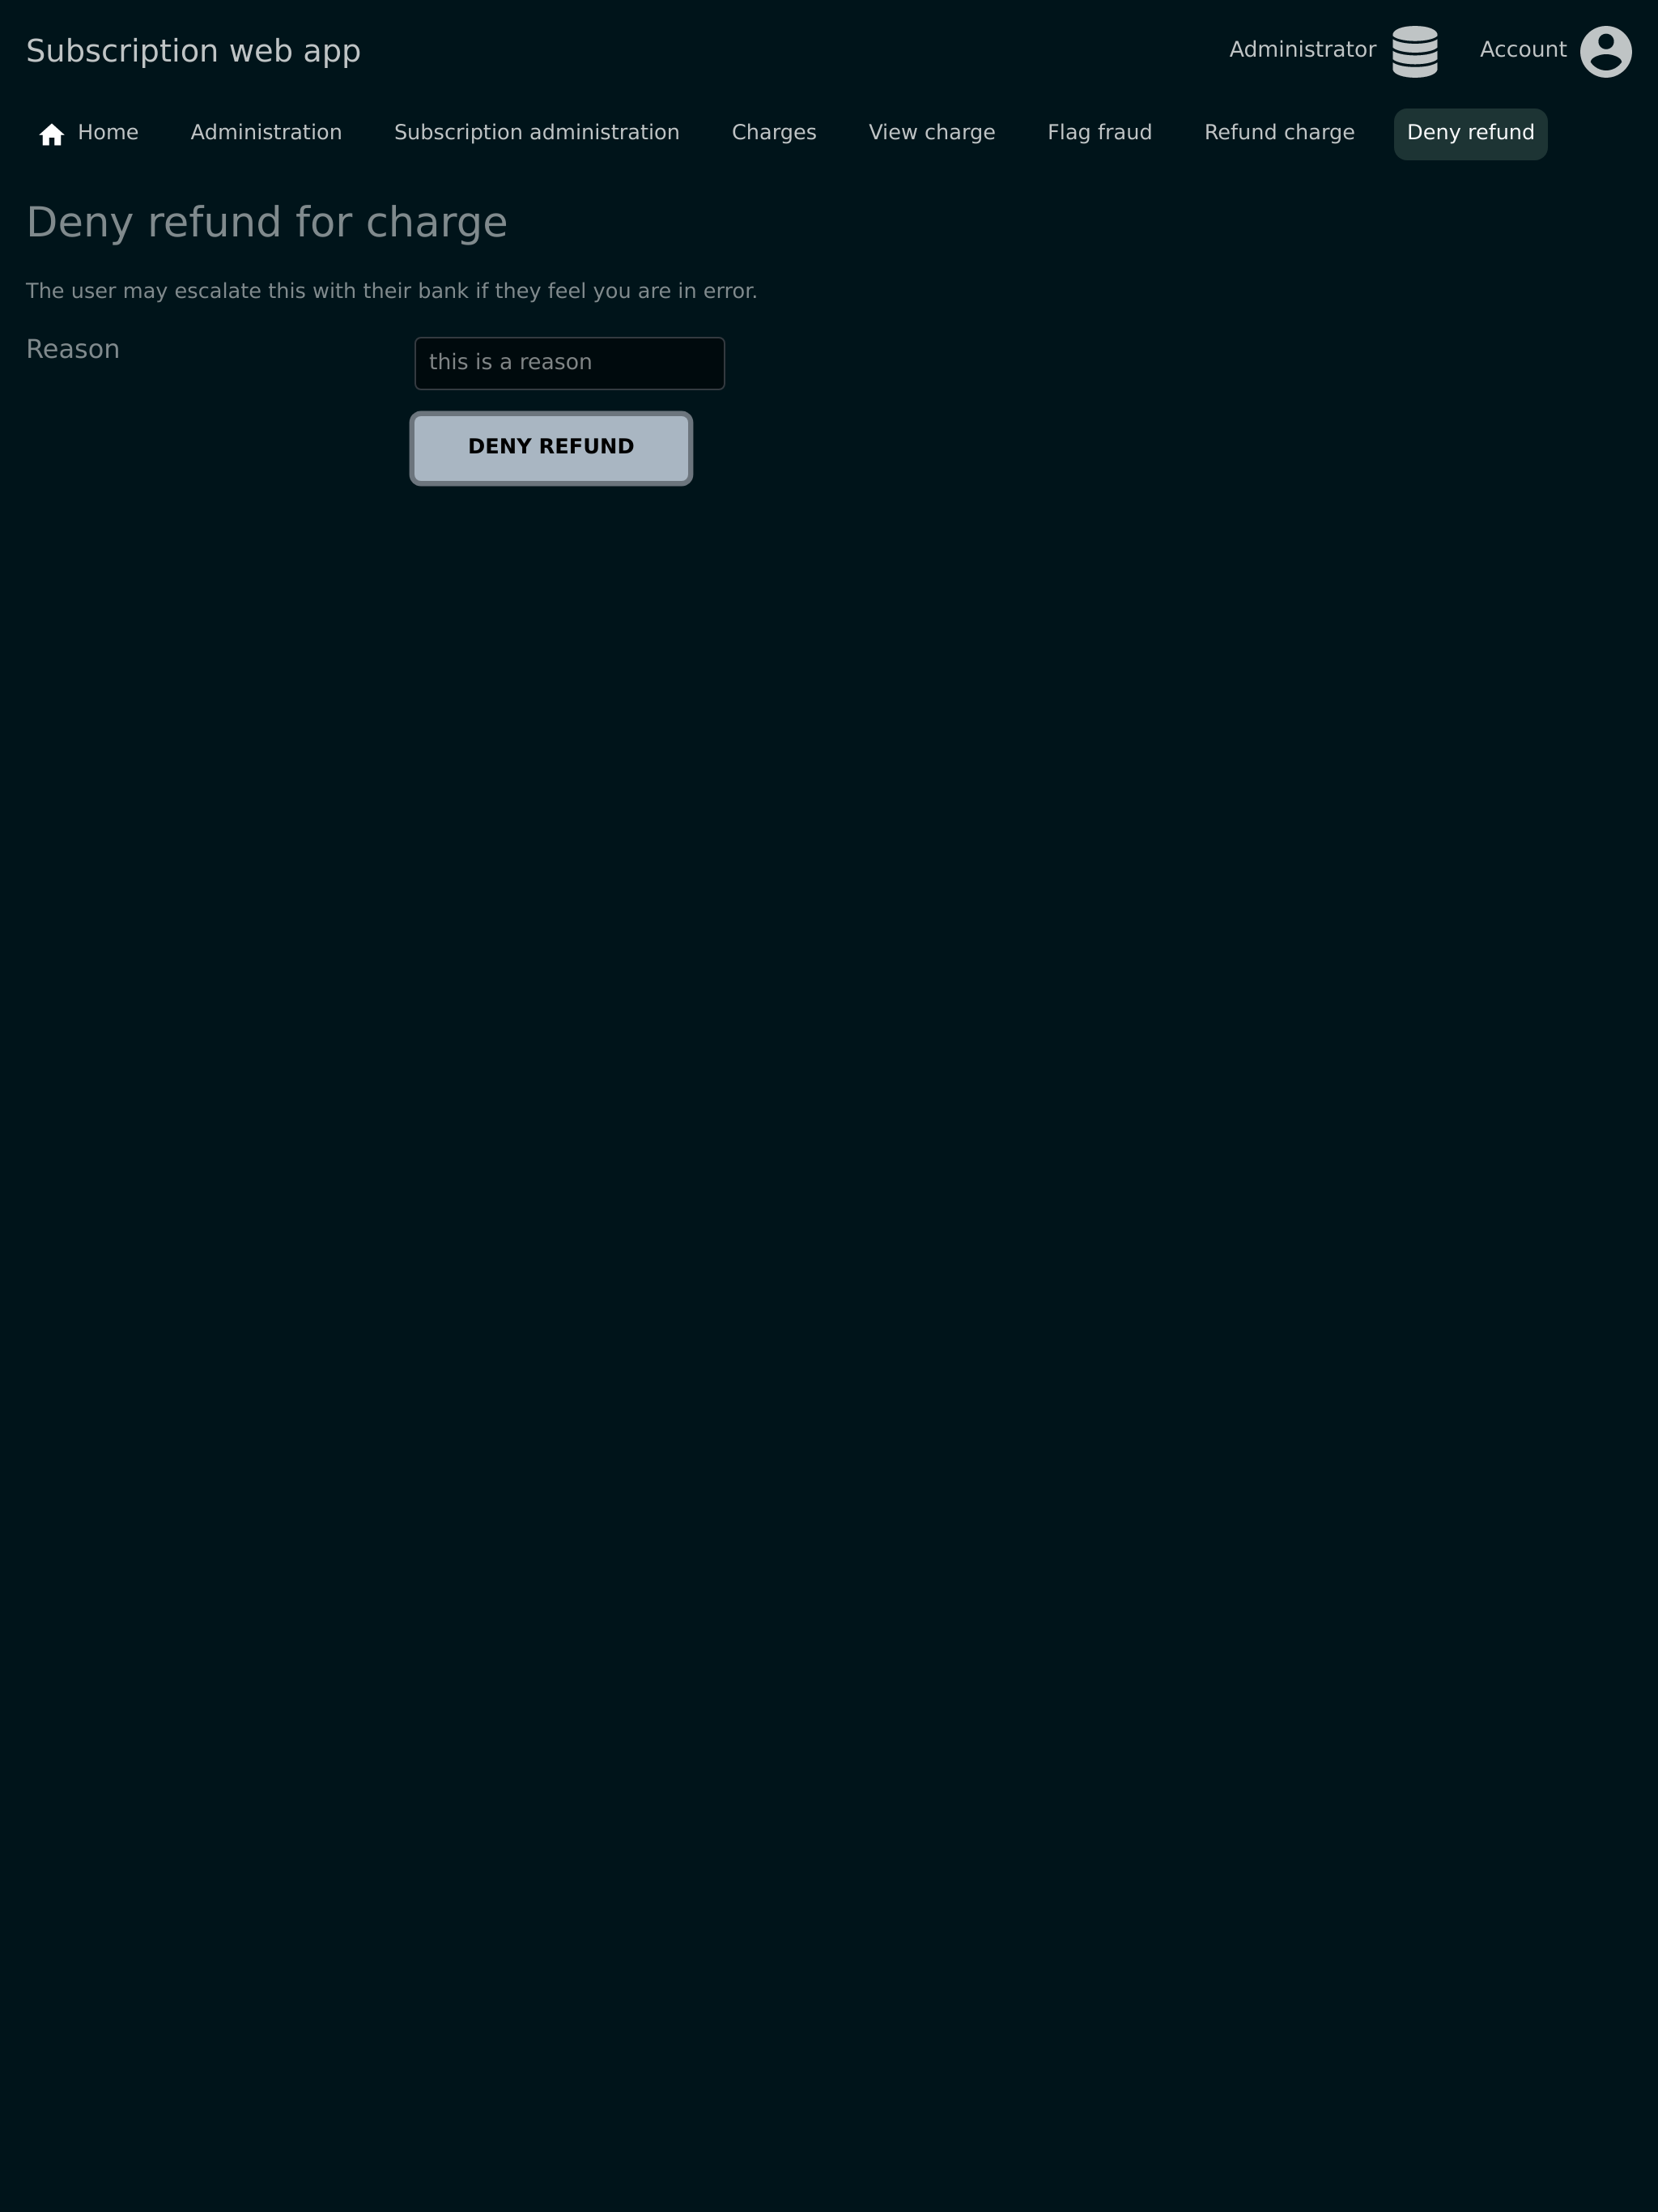 Subscription web app
Administrator Account
Home Administration Subscription administration Charges View charge Flag fraud Refund charge Deny refund
Deny refund for charge
The user may escalate this with their bank if they feel you are in error.
Reason this is a reason
DENY REFUND